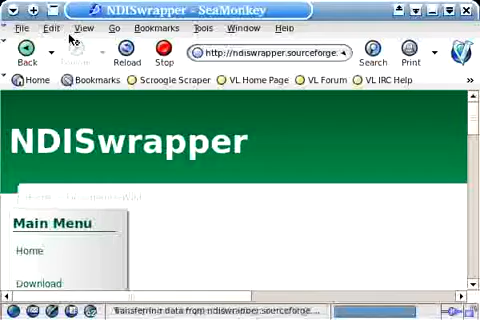 NDISwrapper - SeaMonkey
File Edit View Go Bookmarks Tools Window Help
Back Reload Stop http://ndiswrapper.sourceforge. Search Print
Home Bookmarks Scroogle Scraper VL Home Page VL Forum VL IRC Help
NDISwrapper
Main Menu
Home
Download
Transferring data from ndiswrapper.sourceforge....